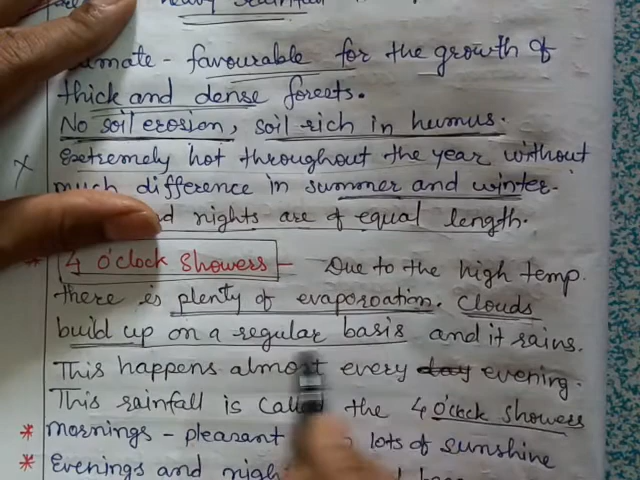 heavy rainfall
climate - favourable for the growth of
thick and dense forests.
No soil erosion, soil rich in humus.
x Extremely hot throughout the year without
much difference in summer and winter.
nights are of equal length.
* 4 o'clock showers - Due to the high temp.
there is plenty of evaporation. Clouds
build up on a regular basis and it rains.
This happens almost every day evening.
This rainfall is called the 4 o'clock showers
* Mornings - pleasant lots of sunshine
* Evenings and